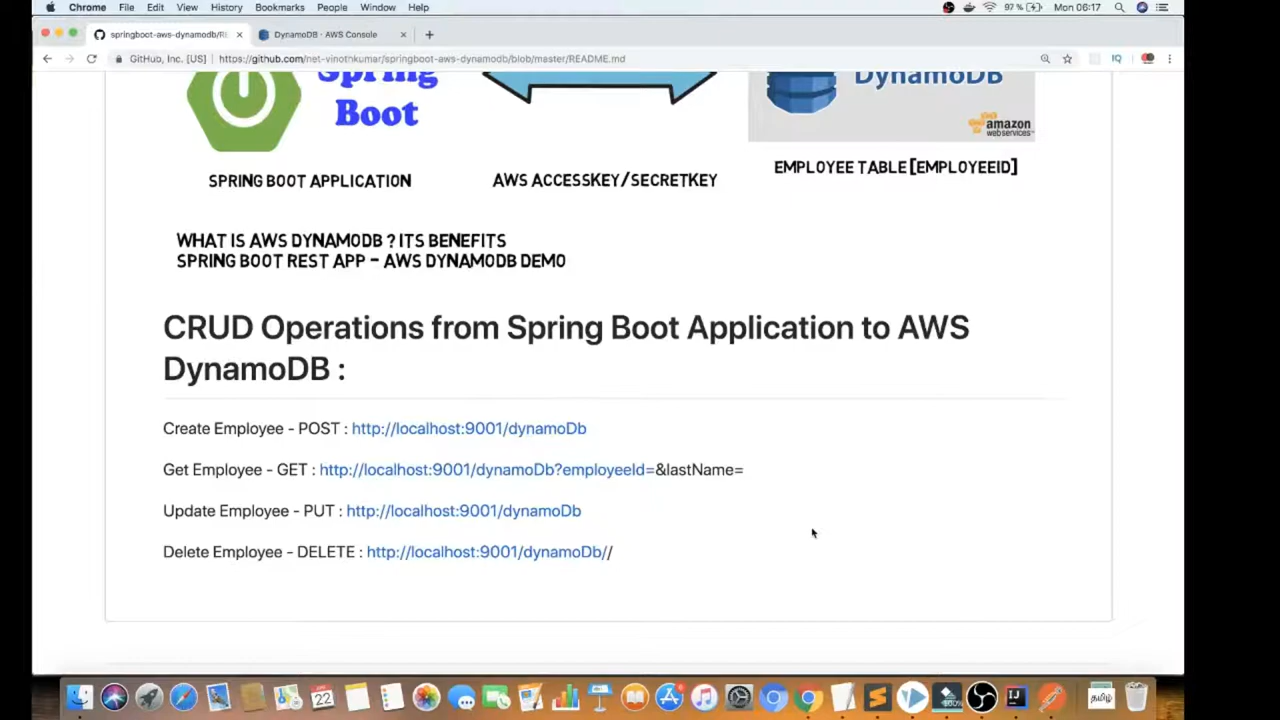 Chrome File Edit View History Bookmarks People Window Help 97 % Mon 06:17
springboot-aws-dynamodb/RE × DynamoDB · AWS Console × +
GitHub, Inc. [US] | https://github.com/net-vinothkumar/springboot-aws-dynamodb/blob/master/README.md IQ
Spring DynamoDB
Boot
amazon
webservices
SPRING BOOT APPLICATION AWS ACCESSKEY/SECRETKEY EMPLOYEE TABLE [EMPLOYEEID]
WHAT IS AWS DYNAMODB ? ITS BENEFITS
SPRING BOOT REST APP - AWS DYNAMODB DEMO
CRUD Operations from Spring Boot Application to AWS
DynamoDB :
Create Employee - POST : http://localhost:9001/dynamoDb
Get Employee - GET : http://localhost:9001/dynamoDb?employeeId=&lastName=
Update Employee - PUT : http://localhost:9001/dynamoDb
Delete Employee - DELETE : http://localhost:9001/dynamoDb//
22 தமிழ்